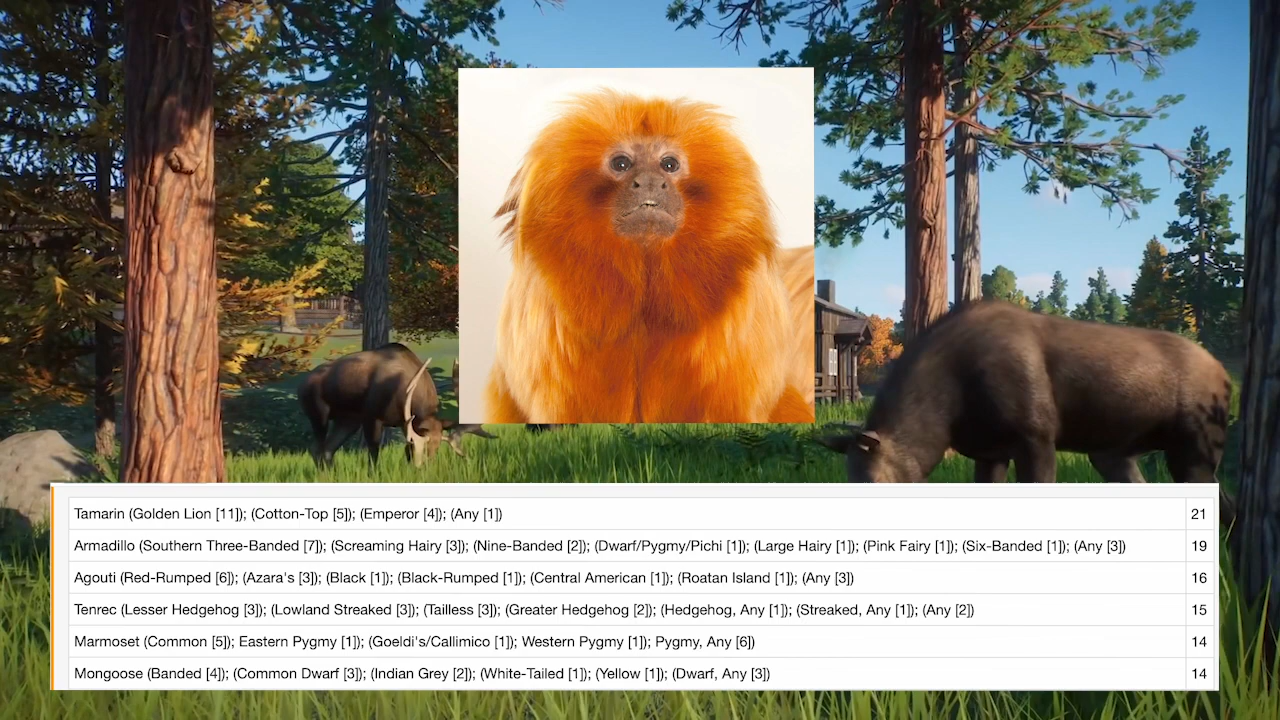 Tamarin (Golden Lion [11]); (Cotton-Top [5]); (Emperor [4]); (Any [1]) 21
Armadillo (Southern Three-Banded [7]); (Screaming Hairy [3]); (Nine-Banded [2]); (Dwarf/Pygmy/Pichi [1]); (Large Hairy [1]); (Pink Fairy [1]); (Six-Banded [1]); (Any [3]) 19
Agouti (Red-Rumped [6]); (Azara's [3]); (Black [1]); (Black-Rumped [1]); (Central American [1]); (Roatan Island [1]); (Any [3]) 16
Tenrec (Lesser Hedgehog [3]); (Lowland Streaked [3]); (Tailless [3]); (Greater Hedgehog [2]); (Hedgehog, Any [1]); (Streaked, Any [1]); (Any [2]) 15
Marmoset (Common [5]); Eastern Pygmy [1]); (Goeldi's/Callimico [1]); Western Pygmy [1]); Pygmy, Any [6]) 14
Mongoose (Banded [4]); (Common Dwarf [3]); (Indian Grey [2]); (White-Tailed [1]); (Yellow [1]); (Dwarf, Any [3]) 14